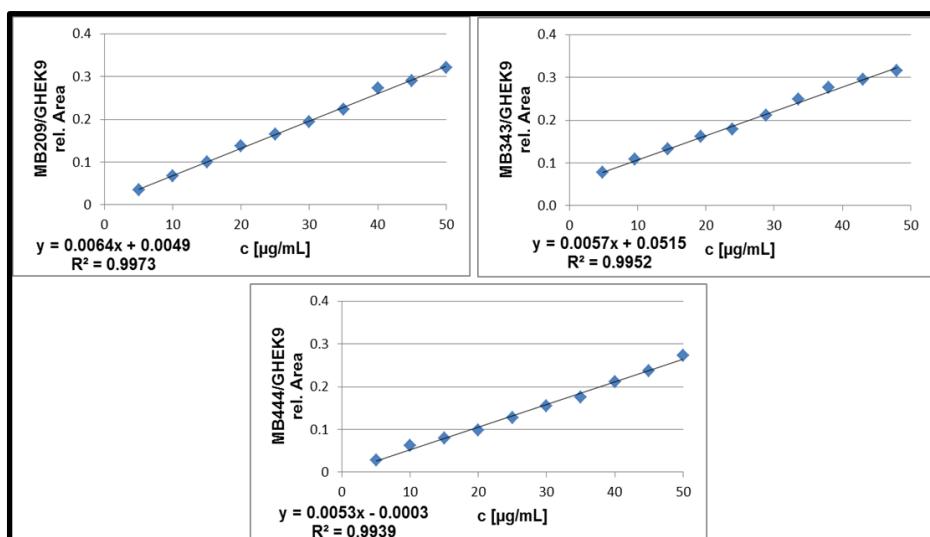 MB209/GHEK9
rel. Area
0.4
0.3
0.2
0.1
0
0 10 20 30 40 50
y = 0.0064x + 0.0049
R² = 0.9973
c [µg/mL]
MB343/GHEK9
rel. Area
0.4
0.3
0.2
0.1
0.0
0 10 20 30 40 50
y = 0.0057x + 0.0515
R² = 0.9952
c [µg/mL]
MB444/GHEK9
rel. Area
0.4
0.3
0.2
0.1
0
0 10 20 30 40 50
y = 0.0053x - 0.0003
R² = 0.9939
c [µg/mL]